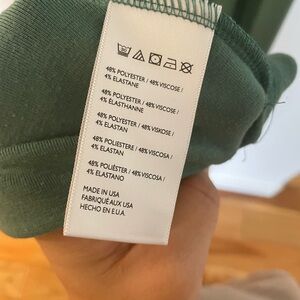 48% POLYESTER / 48% VISCOSE /
4% ELASTANE
48% POLYESTERE / 48% VISCOSE /
4% ELASTHANNE
48% POLYESTER / 48% VISKOSE /
4% ELASTAN
48% POLIESTERE / 48% VISCOSA /
4% ELASTAN
48% POLIÉSTER / 48% VISCOSA /
4% ELASTANO
MADE IN USA
FABRIQUÉ AUX USA
HECHO EN E.U.A.